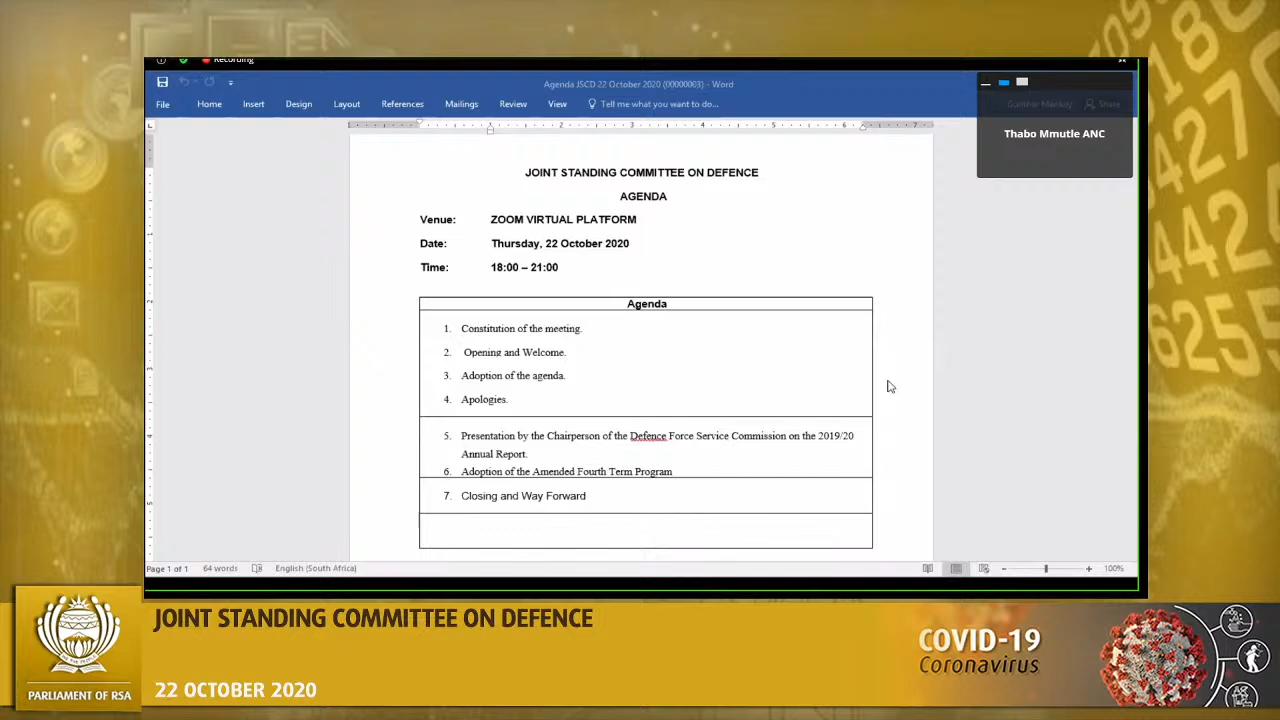 Recording
Agenda JSCD 22 October 2020 (00000003) - Word
File Home Insert Design Layout References Mailings Review View Tell me what you want to do...
Gunther Mankay Share
Thabo Mmutle ANC
JOINT STANDING COMMITTEE ON DEFENCE
AGENDA
Venue: ZOOM VIRTUAL PLATFORM
Date: Thursday, 22 October 2020
Time: 18:00 – 21:00
Agenda
1. Constitution of the meeting.
2. Opening and Welcome.
3. Adoption of the agenda.
4. Apologies.
5. Presentation by the Chairperson of the Defence Force Service Commission on the 2019/20
Annual Report.
6. Adoption of the Amended Fourth Term Program
7. Closing and Way Forward
Page 1 of 1 64 words English (South Africa) 100%
JOINT STANDING COMMITTEE ON DEFENCE
22 OCTOBER 2020
PARLIAMENT OF RSA
COVID-19
Coronavirus